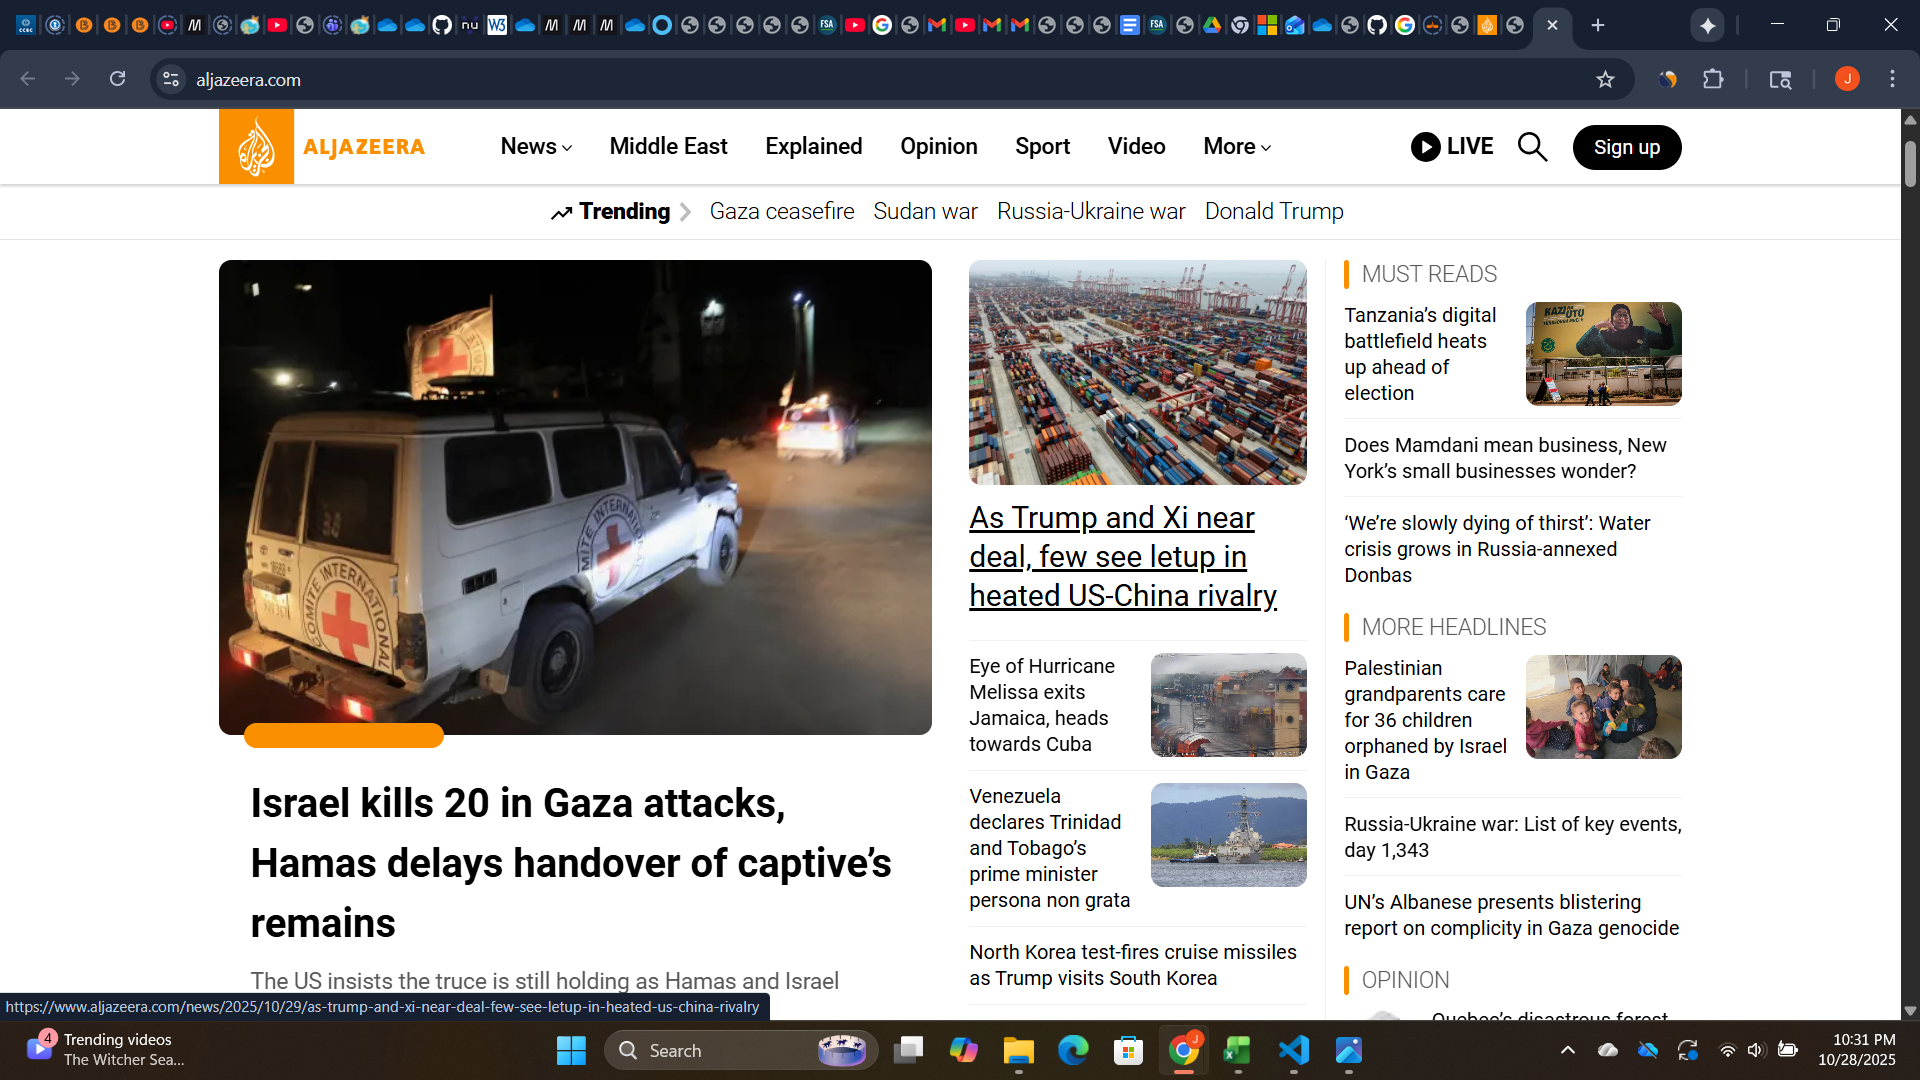 aljazeera.com
J
ALJAZEERA
News
Middle East
Explained
Opinion
Sport
Video
More
LIVE
Sign up
Trending
Gaza ceasefire
Sudan war
Russia-Ukraine war
Donald Trump
Israel kills 20 in Gaza attacks,
Hamas delays handover of captive’s
remains
The US insists the truce is still holding as Hamas and Israel
As Trump and Xi near
deal, few see letup in
heated US-China rivalry
Eye of Hurricane
Melissa exits
Jamaica, heads
towards Cuba
Venezuela
declares Trinidad
and Tobago’s
prime minister
persona non grata
North Korea test-fires cruise missiles
as Trump visits South Korea
MUST READS
Tanzania’s digital
battlefield heats
up ahead of
election
KAZI
UTU
Does Mamdani mean business, New
York’s small businesses wonder?
‘We’re slowly dying of thirst’: Water
crisis grows in Russia-annexed
Donbas
MORE HEADLINES
Palestinian
grandparents care
for 36 children
orphaned by Israel
in Gaza
Russia-Ukraine war: List of key events,
day 1,343
UN’s Albanese presents blistering
report on complicity in Gaza genocide
OPINION
Quebec’s disastrous forest
COMITE INTERNATIONAL
https://www.aljazeera.com/news/2025/10/29/as-trump-and-xi-near-deal-few-see-letup-in-heated-us-china-rivalry
4
Trending videos
The Witcher Sea...
Search
J
10:31 PM
10/28/2025